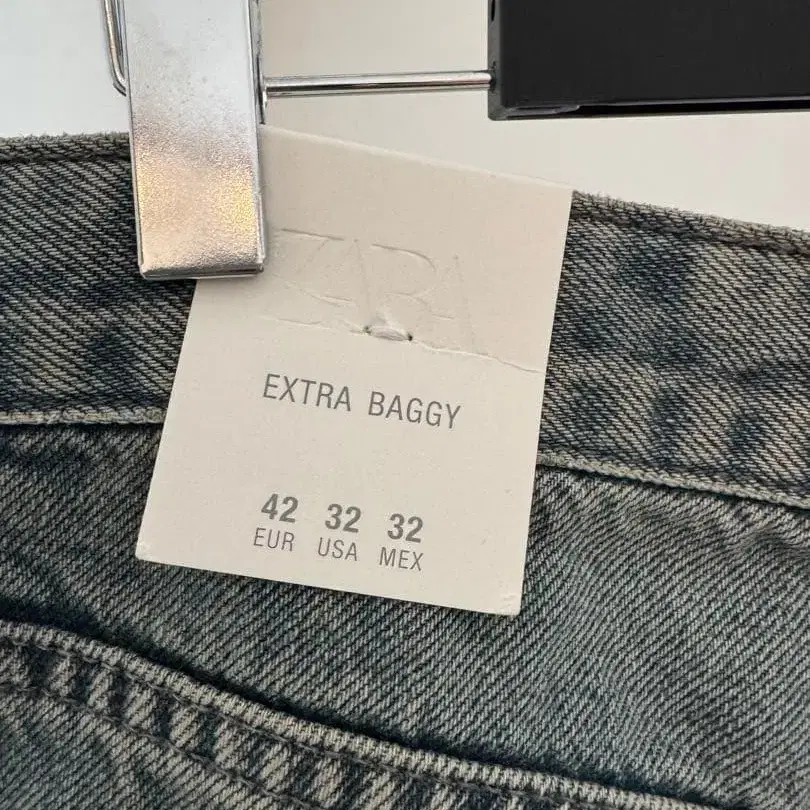 ZARA
EXTRA BAGGY
42 32 32
EUR USA MEX